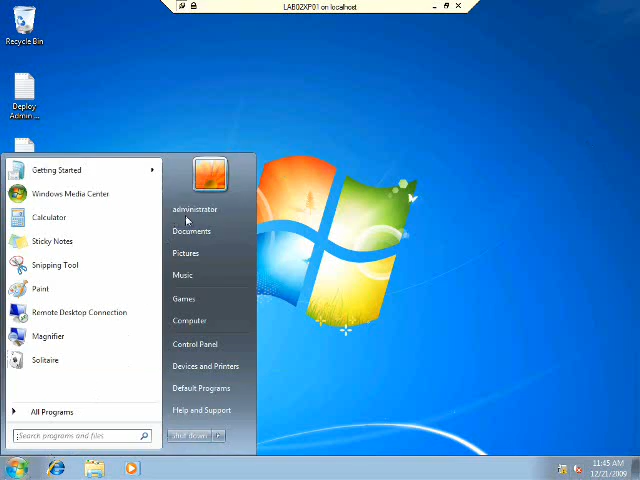 LAB02XP01 on localhost
Recycle Bin
Deploy
Admin ...
Getting Started
Windows Media Center
Calculator
Sticky Notes
Snipping Tool
Paint
Remote Desktop Connection
Magnifier
Solitaire
All Programs
Search programs and files
administrator
Documents
Pictures
Music
Games
Computer
Control Panel
Devices and Printers
Default Programs
Help and Support
shut down
11:45 AM
12/21/2009